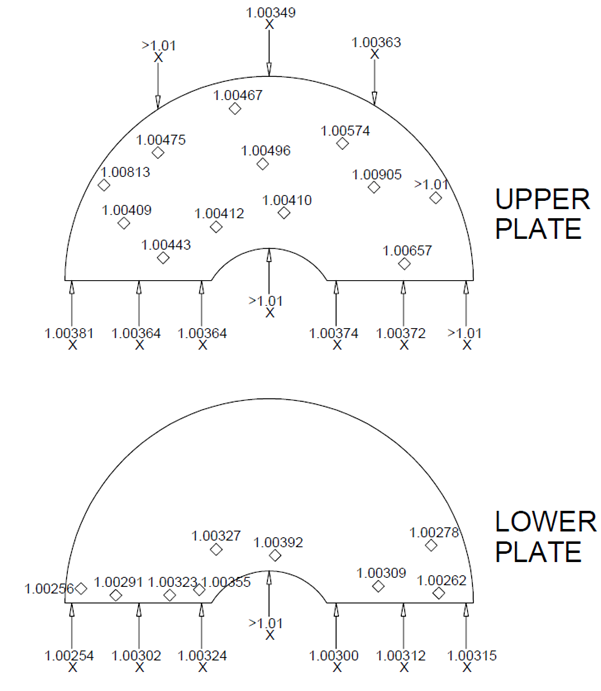 1.00349
X
>1.01
X
1.00363
X
1.00467
1.00574
1.00475
1.00496
1.00813
1.00905
>1.01
1.00409
1.00412
1.00410
1.00443
1.00657
UPPER
PLATE
>1.01
X
1.00381 1.00364 1.00364 1.00374 1.00372 >1.01
X X X X X X
1.00327
1.00392
1.00278
LOWER
PLATE
1.00256 1.00291 1.00323 1.00355 1.00309 1.00262
>1.01
X
1.00254 1.00302 1.00324 1.00300 1.00312 1.00315
X X X X X X